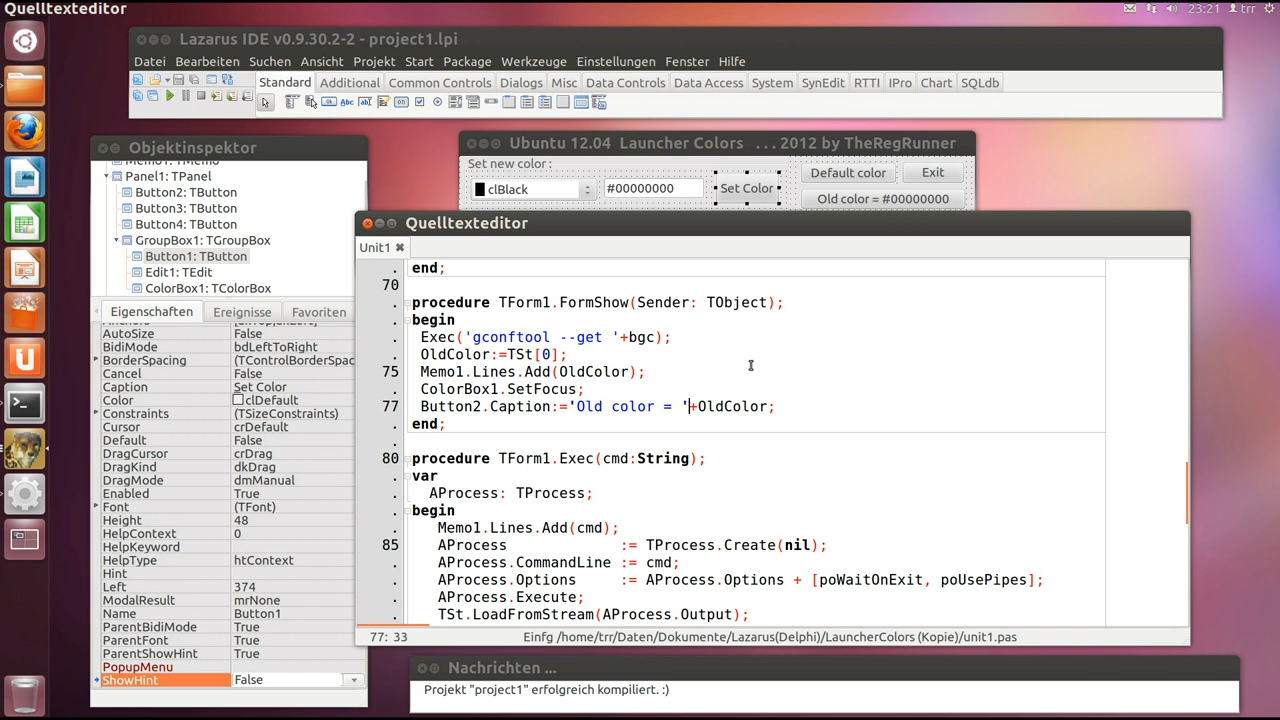 Quelltexteditor
23:21 trr
Lazarus IDE v0.9.30.2-2 - project1.lpi
Datei Bearbeiten Suchen Ansicht Projekt Start Package Werkzeuge Einstellungen Fenster Hilfe
Standard Additional Common Controls Dialogs Misc Data Controls Data Access System SynEdit RTTI IPro Chart SQLdb
Objektinspektor
Memo1: TMemo
Panel1: TPanel
Button2: TButton
Button3: TButton
Button4: TButton
GroupBox1: TGroupBox
Button1: TButton
Edit1: TEdit
ColorBox1: TColorBox
Eigenschaften Ereignisse Favoriten
AutoSize False
BidiMode bdLeftToRight
BorderSpacing (TControlBorderSpac
Cancel False
Caption Set Color
Color clDefault
Constraints (TSizeConstraints)
Cursor crDefault
Default False
DragCursor crDrag
DragKind dkDrag
DragMode dmManual
Enabled True
Font (TFont)
Height 48
HelpContext 0
HelpKeyword
HelpType htContext
Hint
Left 374
ModalResult mrNone
Name Button1
ParentBidiMode True
ParentFont True
ParentShowHint True
PopupMenu
ShowHint False
Ubuntu 12.04 Launcher Colors ... 2012 by TheRegRunner
Set new color :
clBlack #00000000 Set Color Default color Exit
Old color = #00000000
Quelltexteditor
Unit1
. end;
70
. procedure TForm1.FormShow(Sender: TObject);
. begin
. Exec('gconftool --get '+bgc);
. OldColor:=TSt[0];
75 Memo1.Lines.Add(OldColor);
. ColorBox1.SetFocus;
77 Button2.Caption:='Old color = '+OldColor;
. end;
.
80 procedure TForm1.Exec(cmd:String);
. var
. AProcess: TProcess;
. begin
. Memo1.Lines.Add(cmd);
85 AProcess := TProcess.Create(nil);
. AProcess.CommandLine := cmd;
. AProcess.Options := AProcess.Options + [poWaitOnExit, poUsePipes];
. AProcess.Execute;
. TSt.LoadFromStream(AProcess.Output);
77: 33 Einfg /home/trr/Daten/Dokumente/Lazarus(Delphi)/LauncherColors (Kopie)/unit1.pas
Nachrichten ...
Projekt "project1" erfolgreich kompiliert. :)